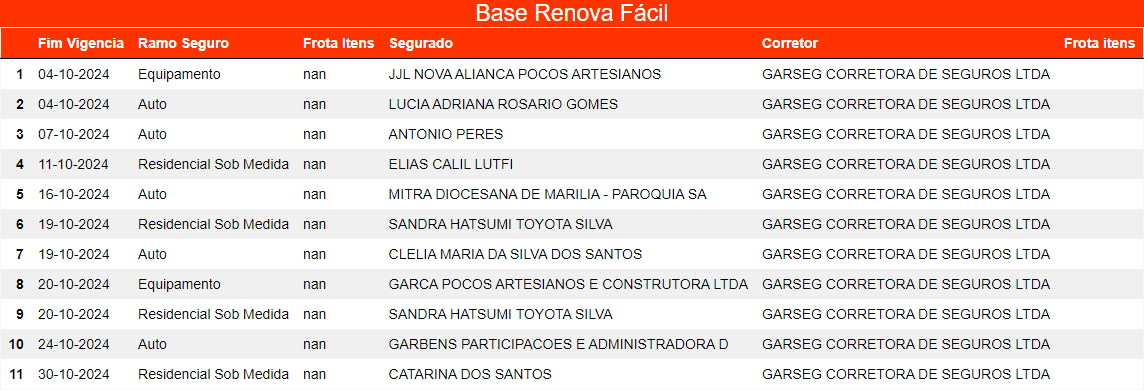 Base Renova Fácil
Fim Vigencia Ramo Seguro Frota Itens Segurado Corretor Frota itens
1 04-10-2024 Equipamento nan JJL NOVA ALIANCA POCOS ARTESIANOS GARSEG CORRETORA DE SEGUROS LTDA
2 04-10-2024 Auto nan LUCIA ADRIANA ROSARIO GOMES GARSEG CORRETORA DE SEGUROS LTDA
3 07-10-2024 Auto nan ANTONIO PERES GARSEG CORRETORA DE SEGUROS LTDA
4 11-10-2024 Residencial Sob Medida nan ELIAS CALIL LUTFI GARSEG CORRETORA DE SEGUROS LTDA
5 16-10-2024 Auto nan MITRA DIOCESANA DE MARILIA - PAROQUIA SA GARSEG CORRETORA DE SEGUROS LTDA
6 19-10-2024 Residencial Sob Medida nan SANDRA HATSUMI TOYOTA SILVA GARSEG CORRETORA DE SEGUROS LTDA
7 19-10-2024 Auto nan CLELIA MARIA DA SILVA DOS SANTOS GARSEG CORRETORA DE SEGUROS LTDA
8 20-10-2024 Equipamento nan GARCA POCOS ARTESIANOS E CONSTRUTORA LTDA GARSEG CORRETORA DE SEGUROS LTDA
9 20-10-2024 Residencial Sob Medida nan SANDRA HATSUMI TOYOTA SILVA GARSEG CORRETORA DE SEGUROS LTDA
10 24-10-2024 Auto nan GARBENS PARTICIPACOES E ADMINISTRADORA D GARSEG CORRETORA DE SEGUROS LTDA
11 30-10-2024 Residencial Sob Medida nan CATARINA DOS SANTOS GARSEG CORRETORA DE SEGUROS LTDA